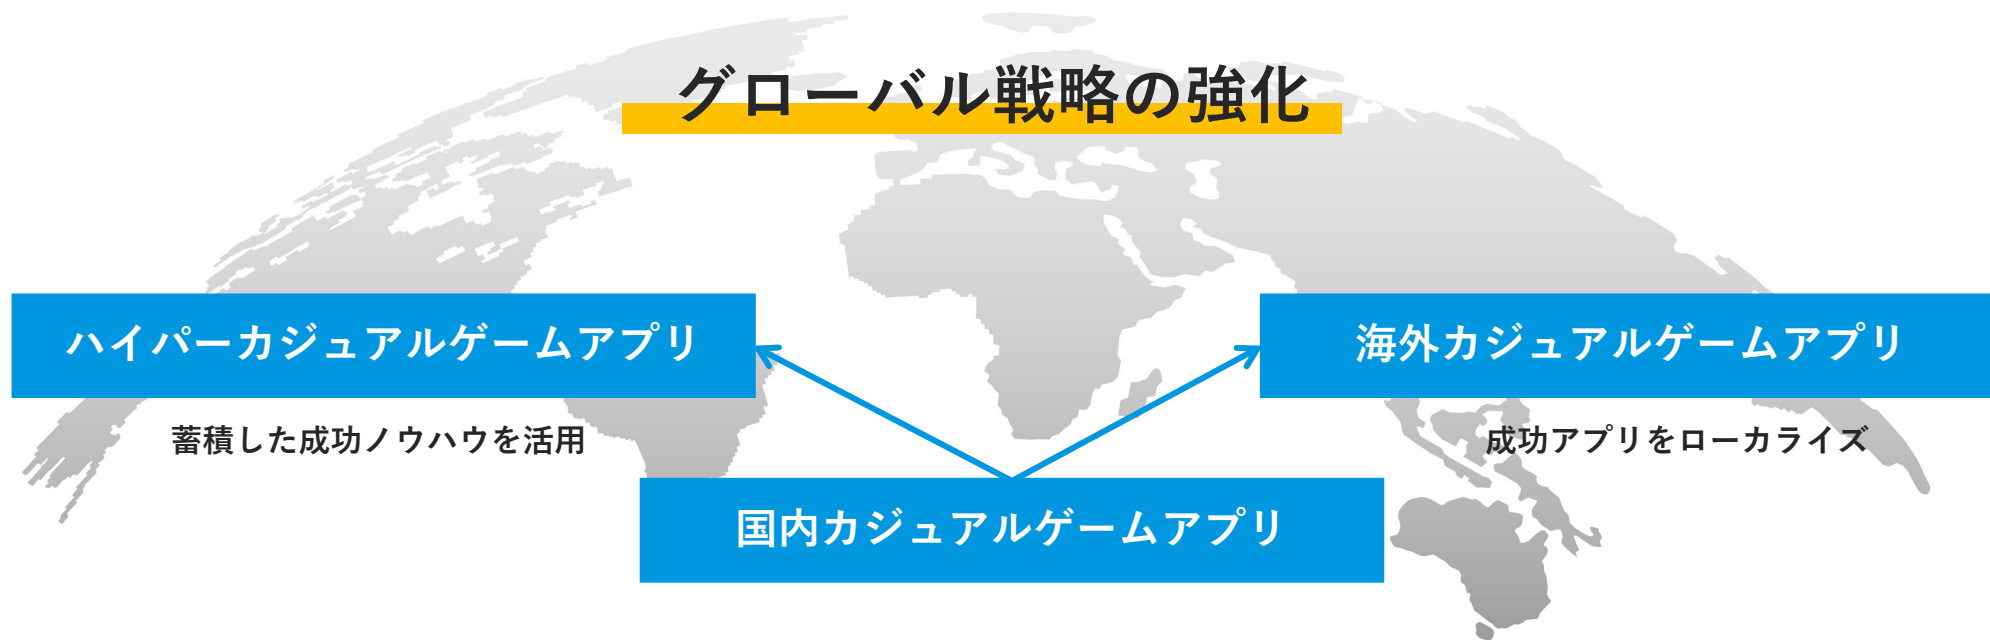 グローバル戦略の強化
ハイパーカジュアルゲームアプリ
海外カジュアルゲームアプリ
蓄積した成功ノウハウを活用
成功アプリをローカライズ
国内カジュアルゲームアプリ